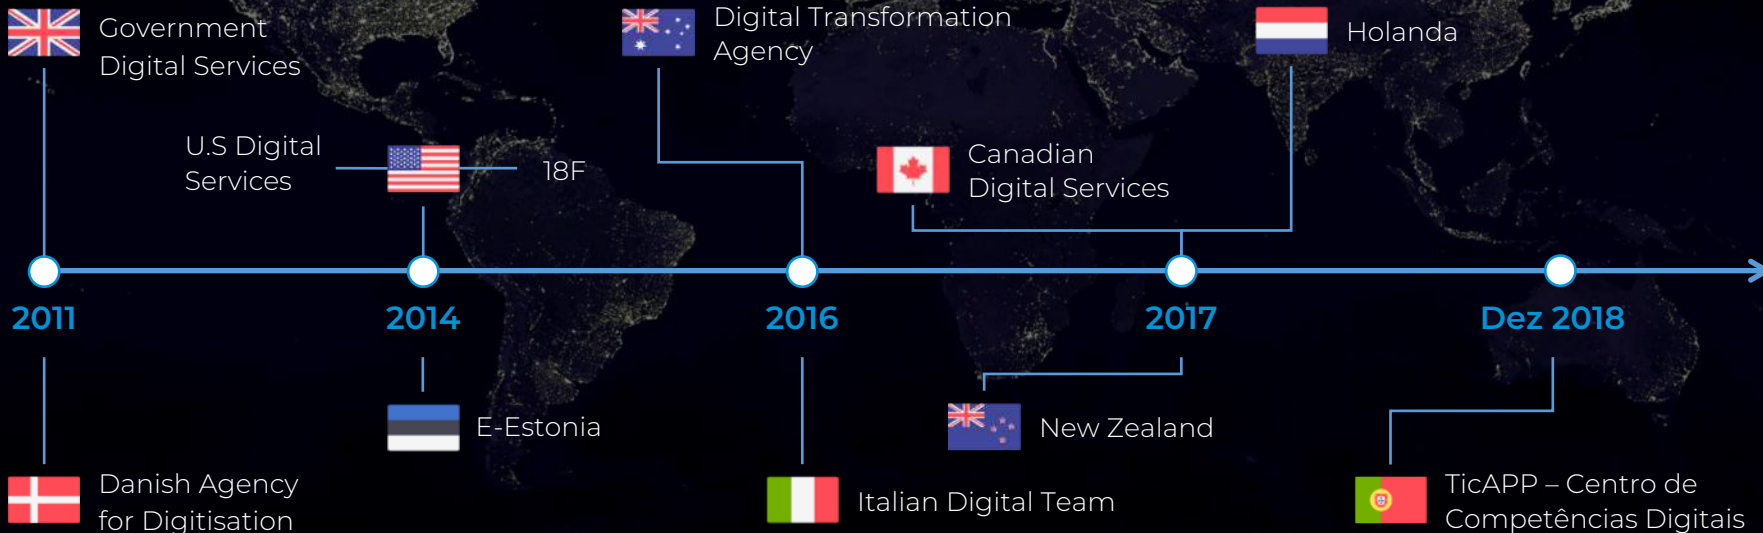 Government
Digital Services
Digital Transformation
Agency
Holanda
U.S Digital
Services
18F
Canadian
Digital Services
2011
2014
2016
2017
Dez 2018
E-Estonia
New Zealand
Danish Agency
for Digitisation
Italian Digital Team
TicAPP – Centro de
Competências Digitais